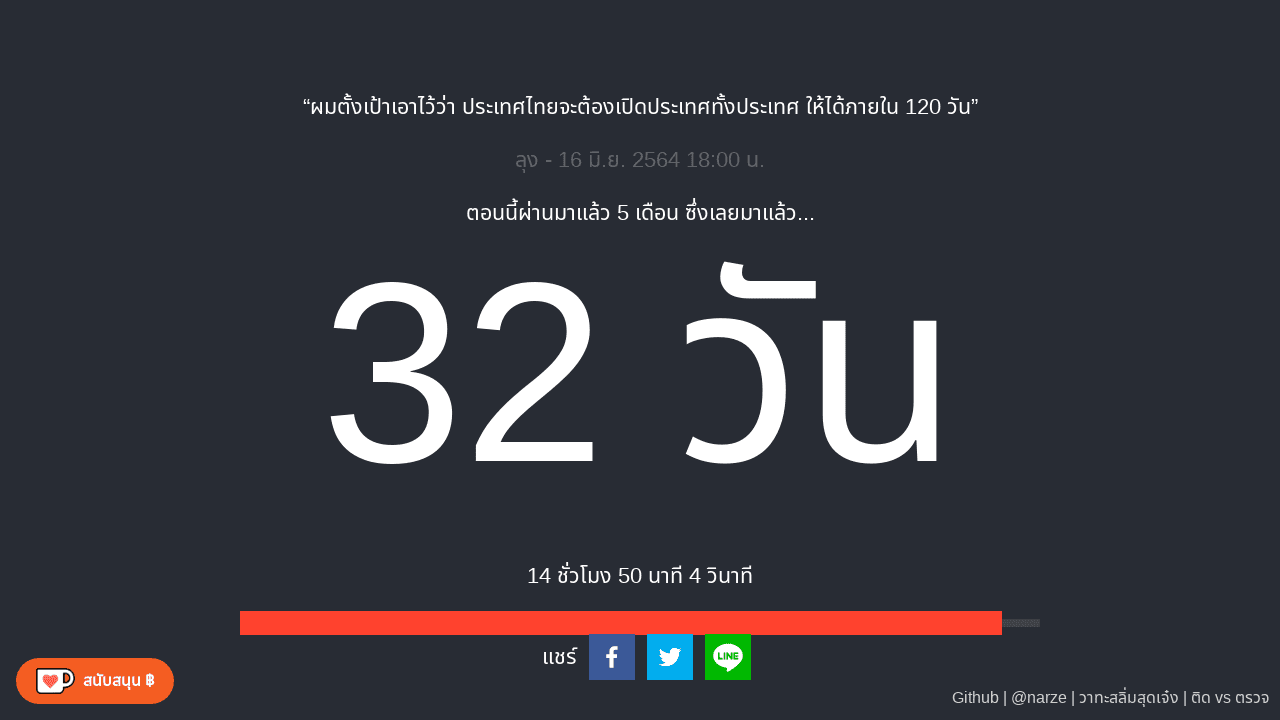 “ผมตั้งเป้าเอาไว้ว่า ประเทศไทยจะต้องเปิดประเทศทั้งประเทศ ให้ได้ภายใน 120 วัน”
ลุง - 16 มิ.ย. 2564 18:00 น.
ตอนนี้ผ่านมาแล้ว 5 เดือน ซึ่งเลยมาแล้ว...
32 วัน
14 ชั่วโมง 50 นาที 4 วินาที
แชร์
LINE
สนับสนุน ฿
Github | @narze | วาทะสลิ่มสุดเจ๋ง | ติด vs ตรวจ